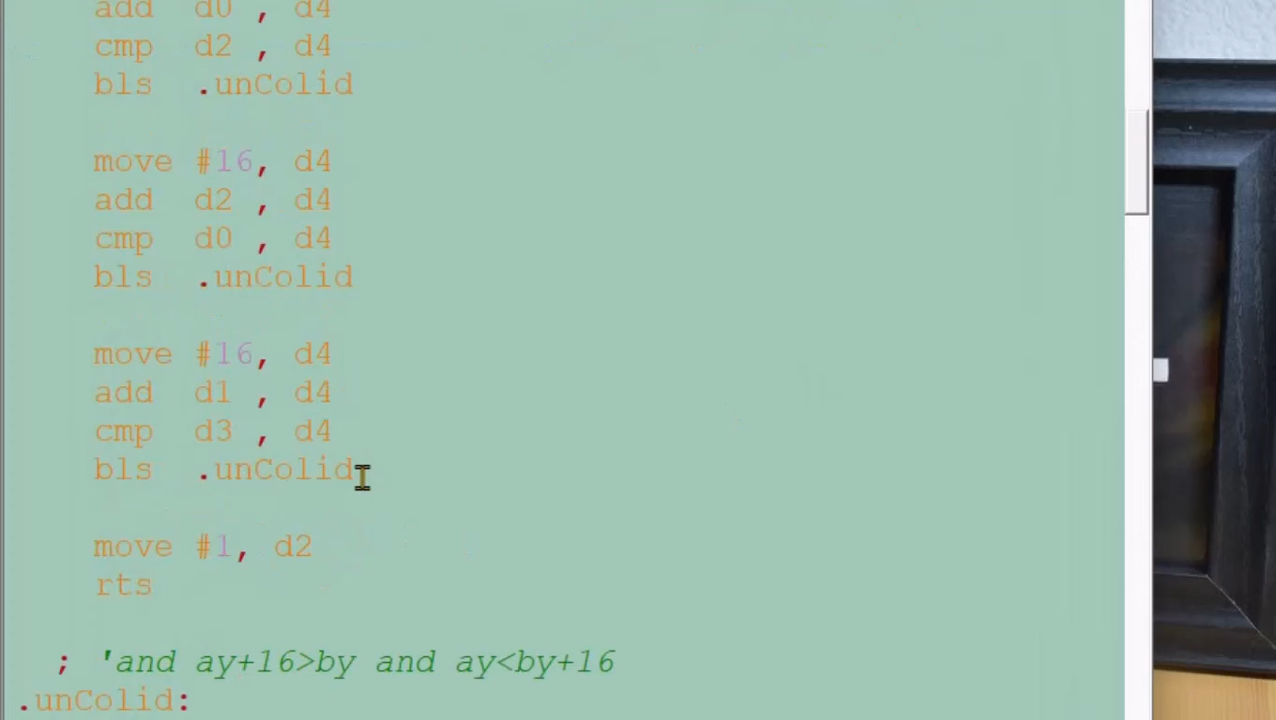 add d0 , d4
cmp d2 , d4
bls .unColid
move #16, d4
add d2 , d4
cmp d0 , d4
bls .unColid
move #16, d4
add d1 , d4
cmp d3 , d4
bls .unColid
move #1, d2
rts
; 'and ay+16>by and ay<by+16
.unColid: